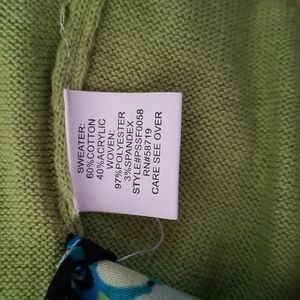 SWEATER:
60%COTTON
40%ACRYLIC
WOVEN:
97%POLYESTER
3%SPANDEX
STYLE#PSSF0058
RN#58719
CARE SEE OVER